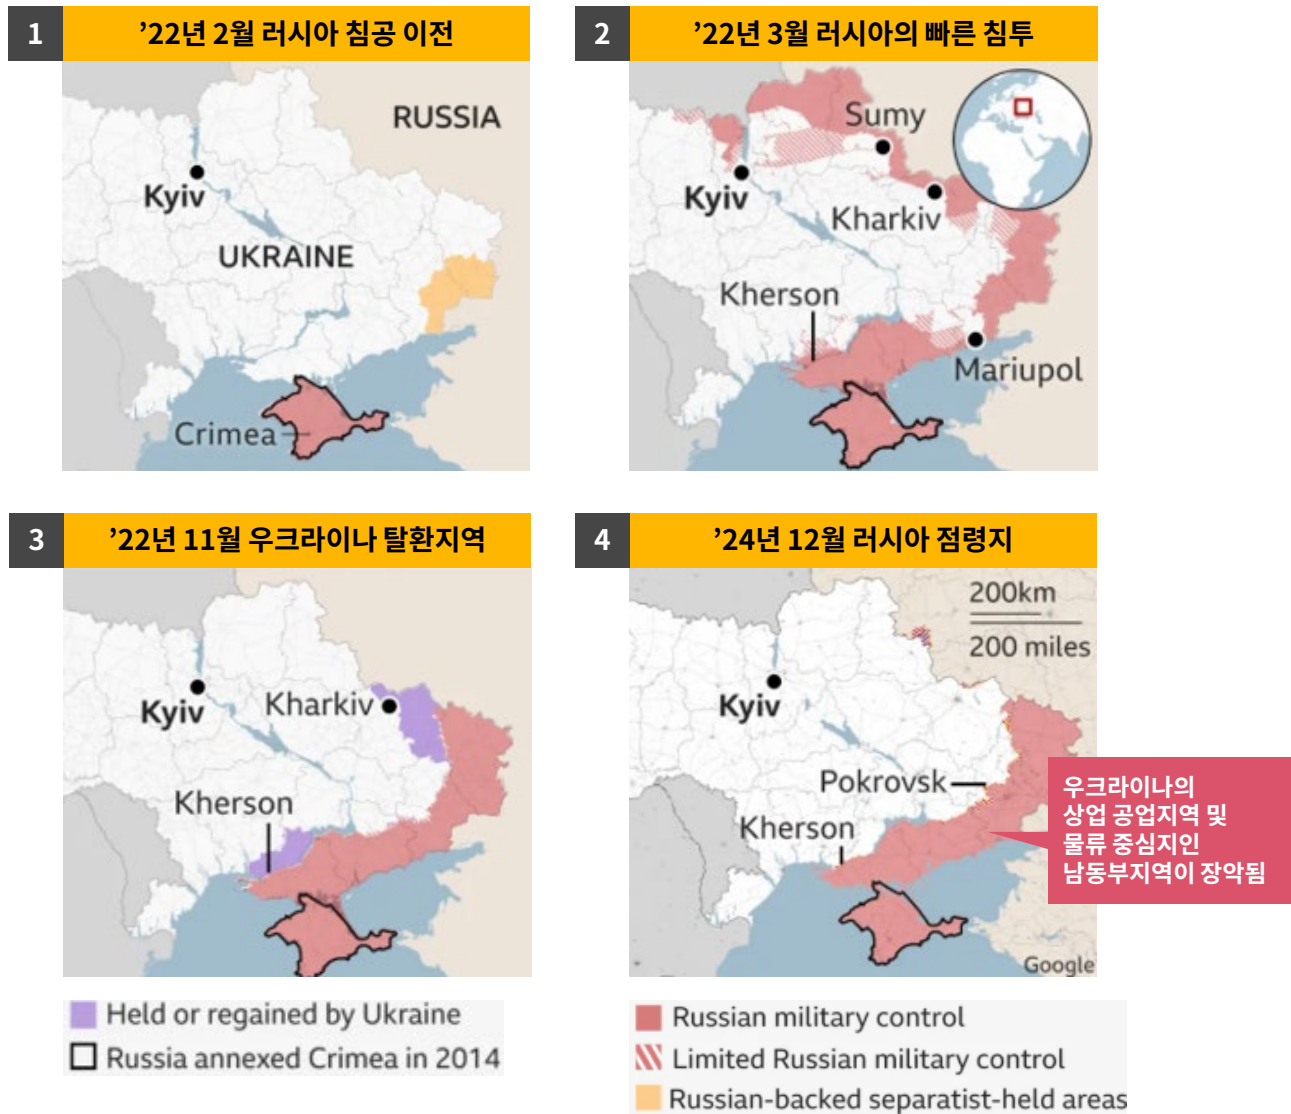 1
’22년 2월 러시아 침공 이전
RUSSIA
Kyiv
UKRAINE
Crimea
2
’22년 3월 러시아의 빠른 침투
Sumy
Kyiv
Kharkiv
Kherson
Mariupol
3
’22년 11월 우크라이나 탈환지역
Kyiv
Kharkiv
Kherson
Held or regained by Ukraine
Russia annexed Crimea in 2014
4
’24년 12월 러시아 점령지
200km
200 miles
Kyiv
Pokrovsk
Kherson
Google
우크라이나의
상업 공업지역 및
물류 중심지인
남동부지역이 장악됨
Russian military control
Limited Russian military control
Russian-backed separatist-held areas